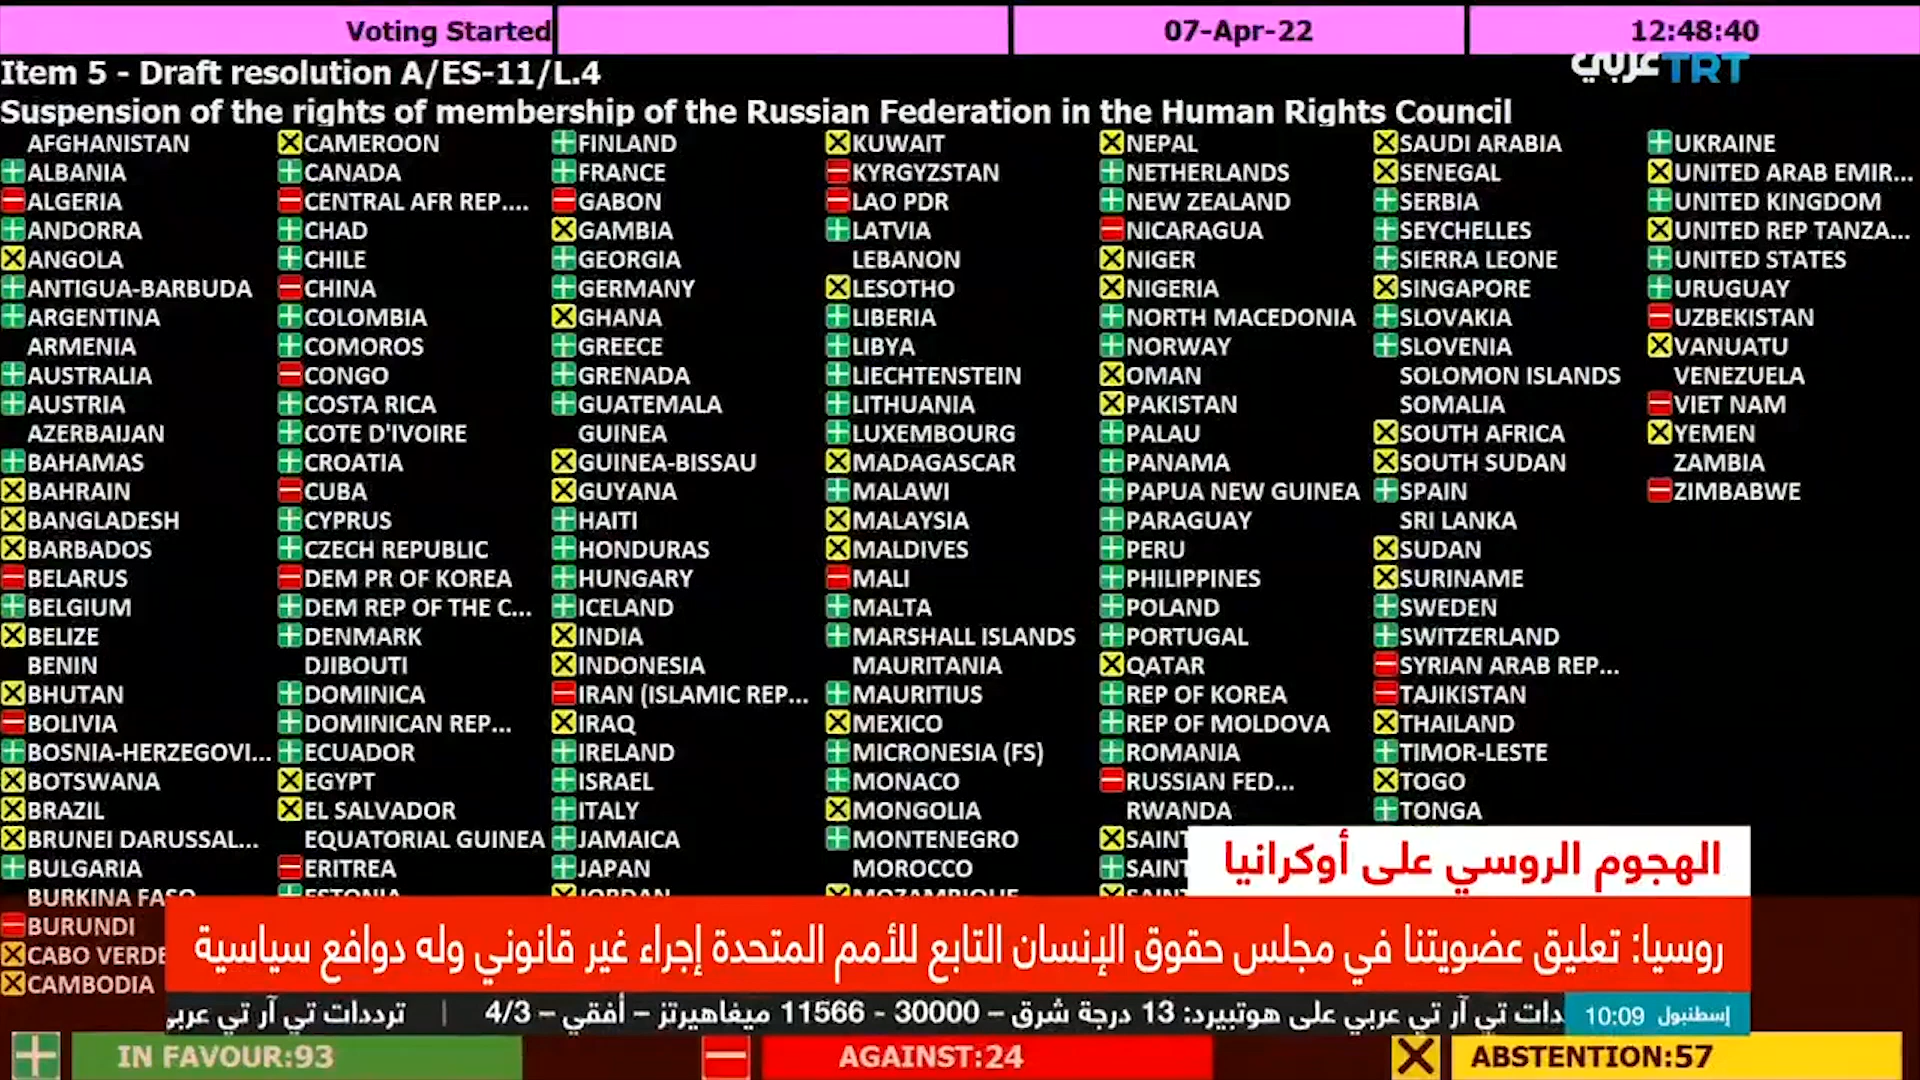 Voting Started
07-Apr-22
12:48:40
عربي TRT
Item 5 - Draft resolution A/ES-11/L.4
Suspension of the rights of membership of the Russian Federation in the Human Rights Council
AFGHANISTAN
ALBANIA
ALGERIA
ANDORRA
ANGOLA
ANTIGUA-BARBUDA
ARGENTINA
ARMENIA
AUSTRALIA
AUSTRIA
AZERBAIJAN
BAHAMAS
BAHRAIN
BANGLADESH
BARBADOS
BELARUS
BELGIUM
BELIZE
BENIN
BHUTAN
BOLIVIA
BOSNIA-HERZEGOVI...
BOTSWANA
BRAZIL
BRUNEI DARUSSAL...
BULGARIA
BURKINA FASO
BURUNDI
CABO VERDE
CAMBODIA
CAMEROON
CANADA
CENTRAL AFR REP....
CHAD
CHILE
CHINA
COLOMBIA
COMOROS
CONGO
COSTA RICA
COTE D'IVOIRE
CROATIA
CUBA
CYPRUS
CZECH REPUBLIC
DEM PR OF KOREA
DEM REP OF THE C...
DENMARK
DJIBOUTI
DOMINICA
DOMINICAN REP...
ECUADOR
EGYPT
EL SALVADOR
EQUATORIAL GUINEA
ERITREA
ESTONIA
FINLAND
FRANCE
GABON
GAMBIA
GEORGIA
GERMANY
GHANA
GREECE
GRENADA
GUATEMALA
GUINEA
GUINEA-BISSAU
GUYANA
HAITI
HONDURAS
HUNGARY
ICELAND
INDIA
INDONESIA
IRAN (ISLAMIC REP...
IRAQ
IRELAND
ISRAEL
ITALY
JAMAICA
JAPAN
JORDAN
KUWAIT
KYRGYZSTAN
LAO PDR
LATVIA
LEBANON
LESOTHO
LIBERIA
LIBYA
LIECHTENSTEIN
LITHUANIA
LUXEMBOURG
MADAGASCAR
MALAWI
MALAYSIA
MALDIVES
MALI
MALTA
MARSHALL ISLANDS
MAURITANIA
MAURITIUS
MEXICO
MICRONESIA (FS)
MONACO
MONGOLIA
MONTENEGRO
MOROCCO
MOZAMBIQUE
NEPAL
NETHERLANDS
NEW ZEALAND
NICARAGUA
NIGER
NIGERIA
NORTH MACEDONIA
NORWAY
OMAN
PAKISTAN
PALAU
PANAMA
PAPUA NEW GUINEA
PARAGUAY
PERU
PHILIPPINES
POLAND
PORTUGAL
QATAR
REP OF KOREA
REP OF MOLDOVA
ROMANIA
RUSSIAN FED...
RWANDA
SAINT
SAINT
SAINT
SAUDI ARABIA
SENEGAL
SERBIA
SEYCHELLES
SIERRA LEONE
SINGAPORE
SLOVAKIA
SLOVENIA
SOLOMON ISLANDS
SOMALIA
SOUTH AFRICA
SOUTH SUDAN
SPAIN
SRI LANKA
SUDAN
SURINAME
SWEDEN
SWITZERLAND
SYRIAN ARAB REP...
TAJIKISTAN
THAILAND
TIMOR-LESTE
TOGO
TONGA
UKRAINE
UNITED ARAB EMIR...
UNITED KINGDOM
UNITED REP TANZA...
UNITED STATES
URUGUAY
UZBEKISTAN
VANUATU
VENEZUELA
VIET NAM
YEMEN
ZAMBIA
ZIMBABWE
الهجوم الروسي على أوكرانيا
روسيا: تعليق عضويتنا في مجلس حقوق الإنسان التابع للأمم المتحدة إجراء غير قانوني وله دوافع سياسية
إسطنبول 10:09
تي آر تي عربي على هوتبيرد: 13 درجة شرق – 30000 - 11566 ميغاهيرتز – أفقي – 4/3 | ترددات تي آر تي عربي
IN FAVOUR:93
AGAINST:24
ABSTENTION:57